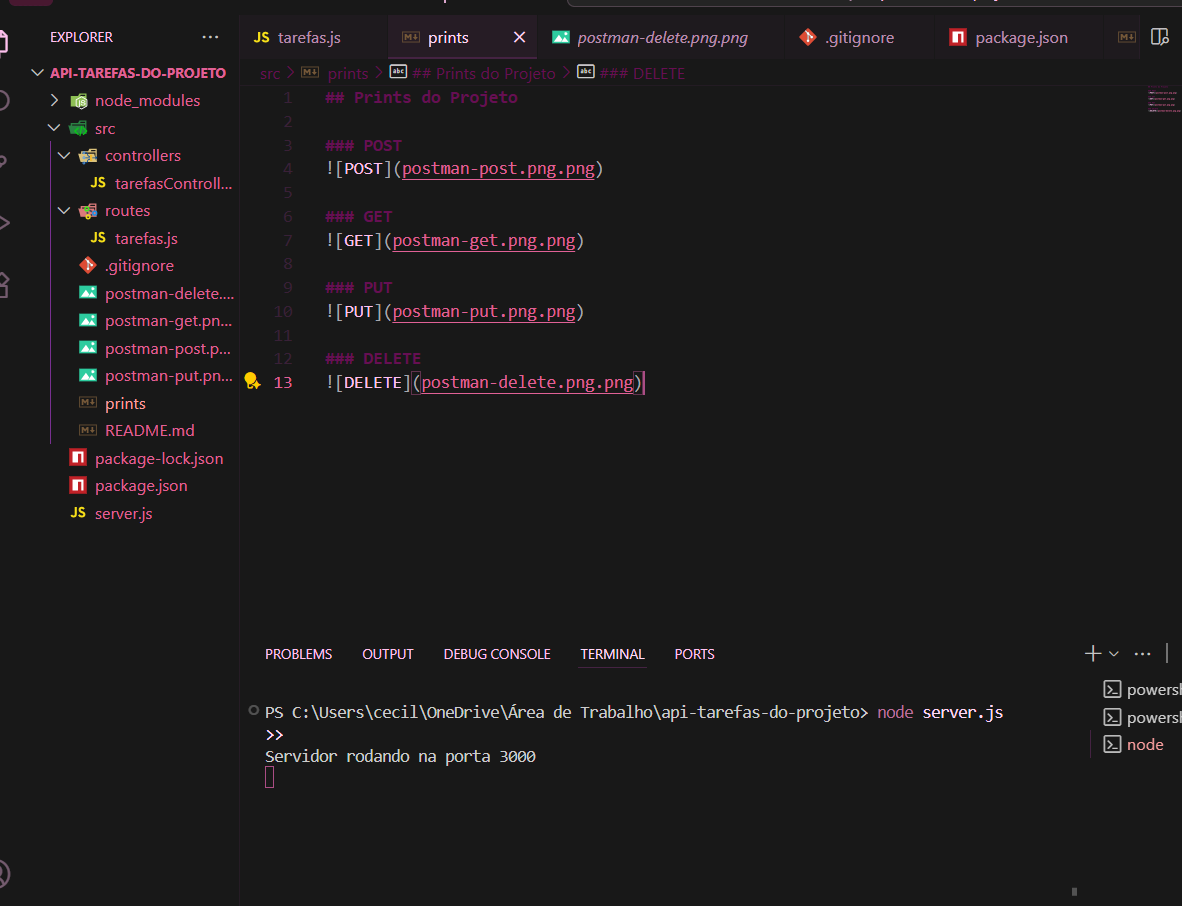 EXPLORER
API-TAREFAS-DO-PROJETO
node_modules
src
controllers
JS tarefasControll...
routes
JS tarefas.js
.gitignore
postman-delete....
postman-get.pn...
postman-post.p...
postman-put.pn...
prints
README.md
package-lock.json
package.json
JS server.js
JS tarefas.js
prints
postman-delete.png.png
.gitignore
package.json
src > prints > ## Prints do Projeto > ### DELETE
1 ## Prints do Projeto
2
3 ### POST
4 ![POST](postman-post.png.png)
5
6 ### GET
7 ![GET](postman-get.png.png)
8
9 ### PUT
10 ![PUT](postman-put.png.png)
11
12 ### DELETE
13 ![DELETE](postman-delete.png.png)
PROBLEMS OUTPUT DEBUG CONSOLE TERMINAL PORTS
PS C:\Users\cecil\OneDrive\Área de Trabalho\api-tarefas-do-projeto> node server.js
>>
Servidor rodando na porta 3000
powersh
powersh
node